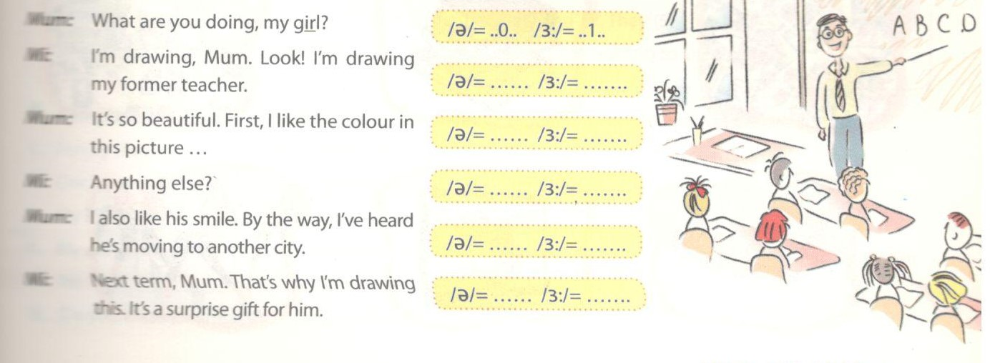 Mum: What are you doing, my girl?
/ə/= ..0.. /3:/= ..1..
I'm drawing, Mum. Look! I'm drawing
my former teacher.
/ə/= ...... /3:/= .......
Mum: It's so beautiful. First, I like the colour in
this picture ...
/ə/= ...... /3:/= .......
Anything else?
/ə/= ...... /3:/= .......
Mum: I also like his smile. By the way, I've heard
he's moving to another city.
/ə/= ...... /3:/= .......
Next term, Mum. That's why I'm drawing
this. It's a surprise gift for him.
/ə/= ...... /3:/= .......
A B C D